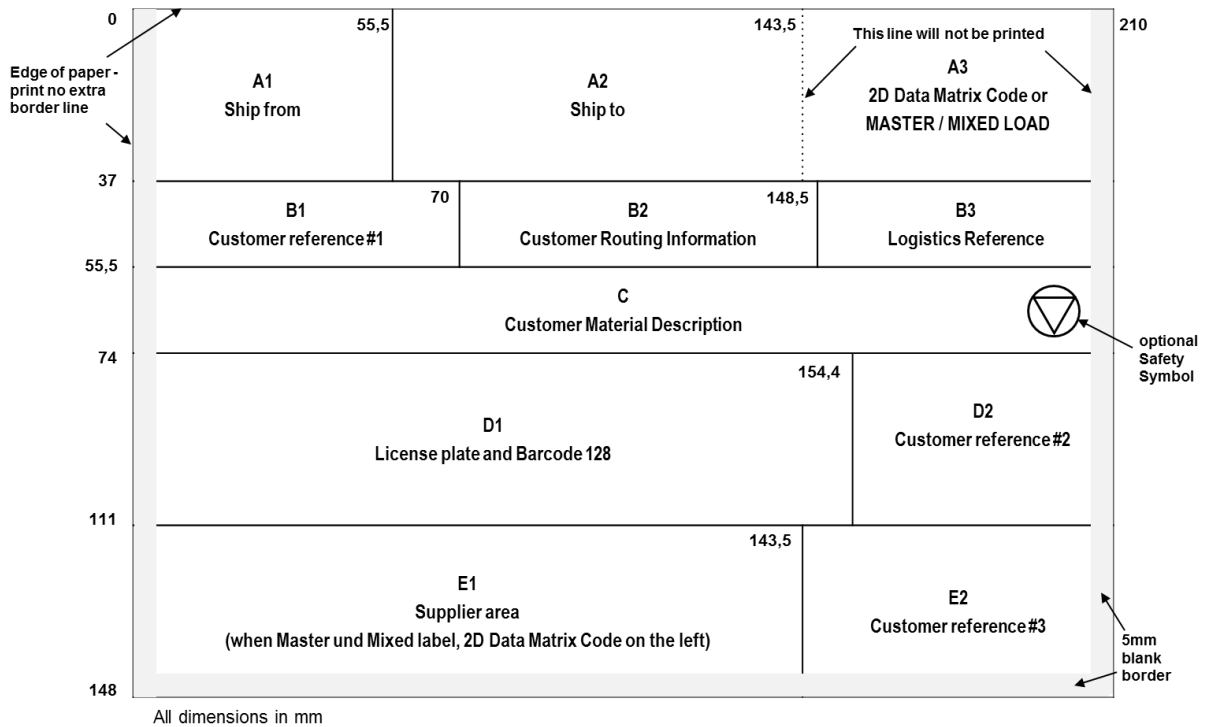 0
55,5
143,5
This line will not be printed
210
Edge of paper -
print no extra
border line
A1
Ship from
A2
Ship to
A3
2D Data Matrix Code or
MASTER / MIXED LOAD
37
B1
Customer reference #1
70
B2
Customer Routing Information
148,5
B3
Logistics Reference
55,5
C
Customer Material Description
optional
Safety
Symbol
74
154,4
D1
License plate and Barcode 128
D2
Customer reference #2
111
143,5
E1
Supplier area
(when Master und Mixed label, 2D Data Matrix Code on the left)
E2
Customer reference #3
5mm
blank
border
148
All dimensions in mm